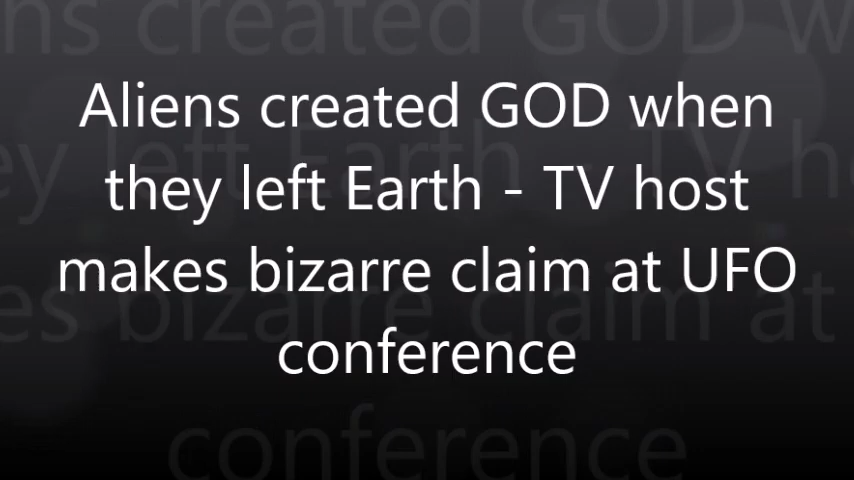 Aliens created GOD when
they left Earth - TV host
makes bizarre claim at UFO
conference